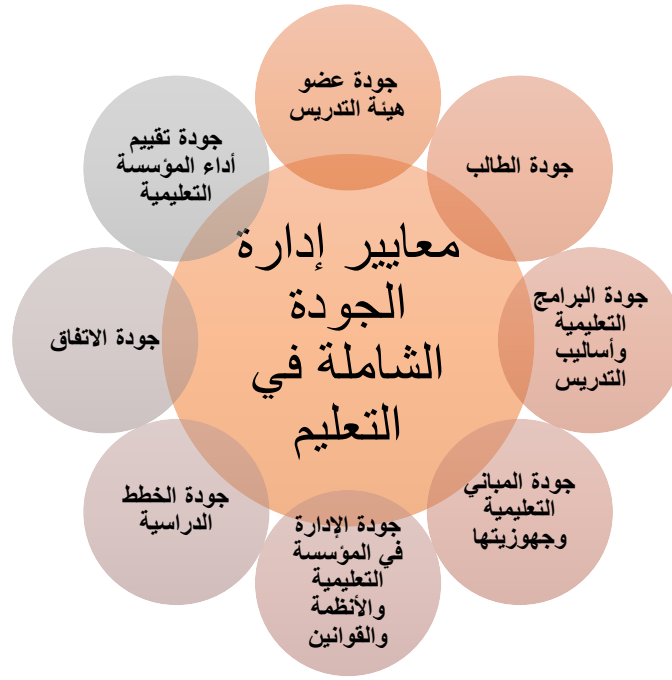 معايير إدارة
الجودة
الشاملة في
التعليم
جودة عضو
هيئة التدريس
جودة الطالب
جودة البرامج
التعليمية
وأساليب
التدريس
جودة المباني
التعليمية
وجهوزيتها
جودة الإدارة
في المؤسسة
التعليمية
والأنظمة
والقوانين
جودة الخطط
الدراسية
جودة الاتفاق
جودة تقييم
أداء المؤسسة
التعليمية